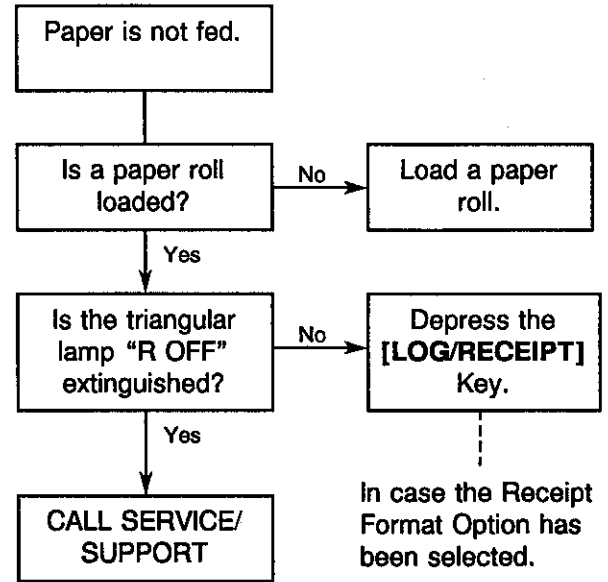 Paper is not fed.
Is a paper roll
loaded?
No
Load a paper
roll.
Yes
Is the triangular
lamp “R OFF”
extinguished?
No
Depress the
[LOG/RECEIPT]
Key.
Yes
In case the Receipt
Format Option has
been selected.
CALL SERVICE/
SUPPORT